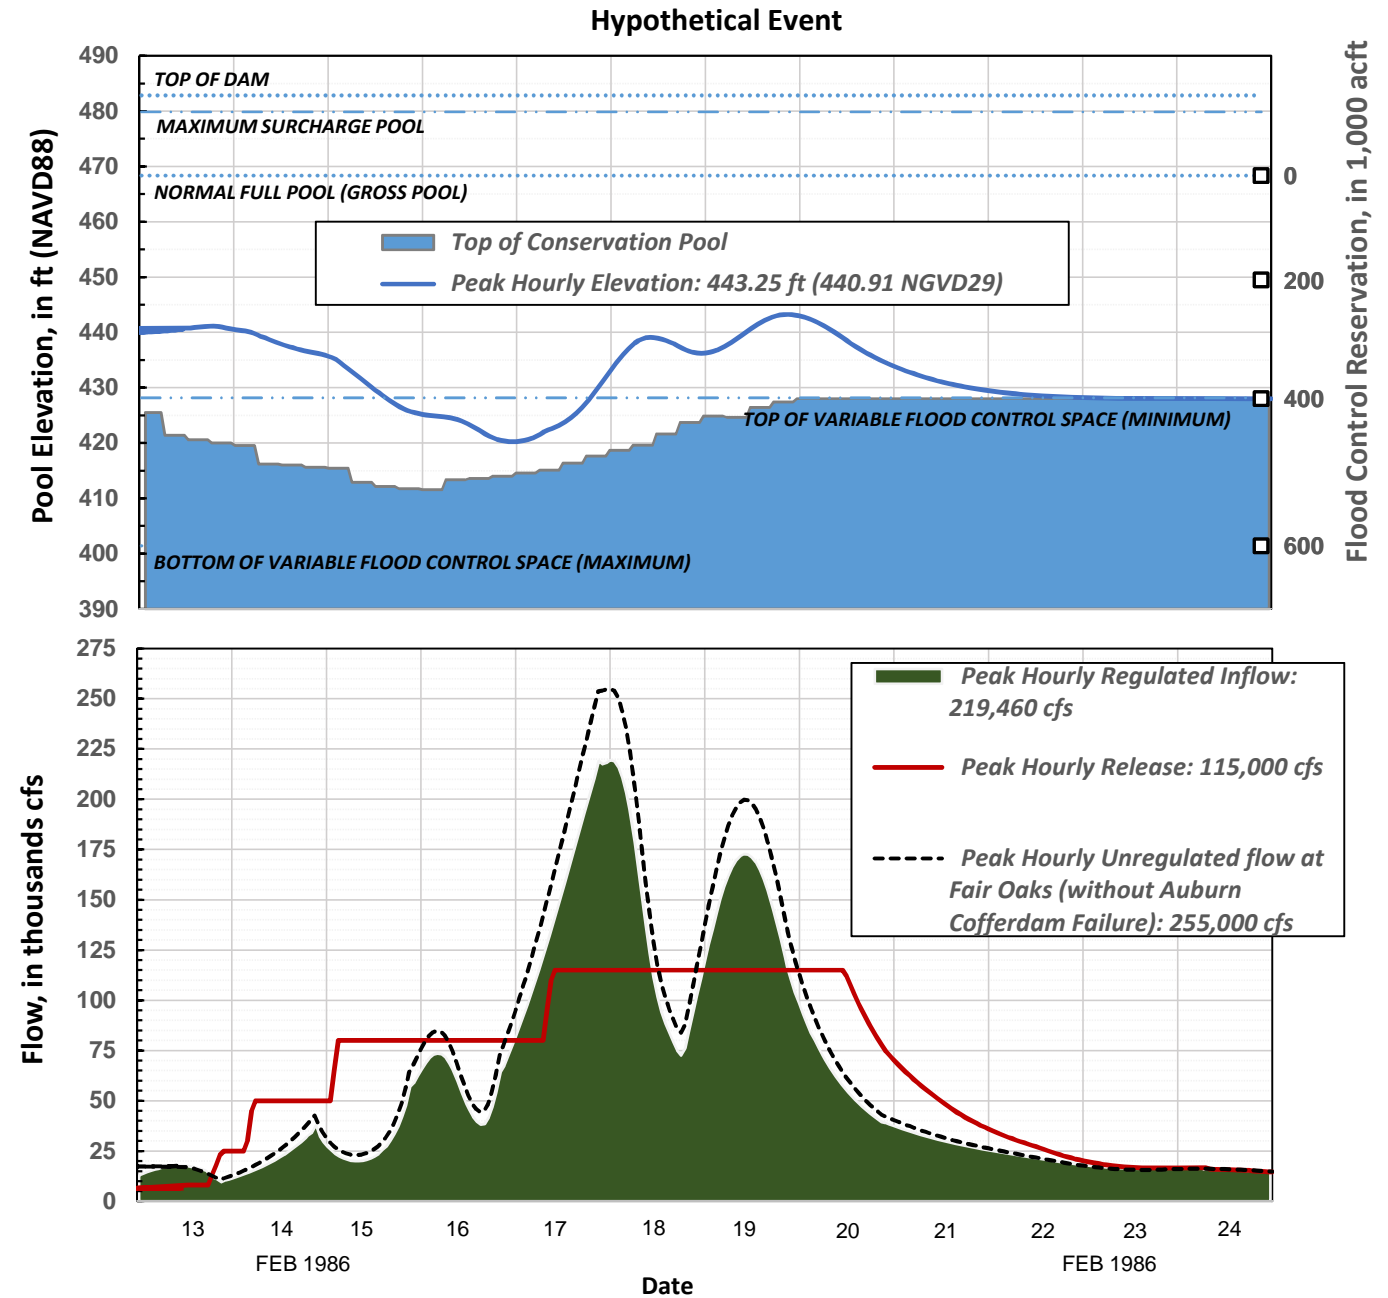 Hypothetical Event
Pool Elevation, in ft (NAVD88)
490
480
470
460
450
440
430
420
410
400
390
TOP OF DAM
MAXIMUM SURCHARGE POOL
NORMAL FULL POOL (GROSS POOL)
Top of Conservation Pool
Peak Hourly Elevation: 443.25 ft (440.91 NGVD29)
TOP OF VARIABLE FLOOD CONTROL SPACE (MINIMUM)
BOTTOM OF VARIABLE FLOOD CONTROL SPACE (MAXIMUM)
0
200
400
600
Flood Control Reservation, in 1,000 acft
Flow, in thousands cfs
275
250
225
200
175
150
125
100
75
50
25
0
Peak Hourly Regulated Inflow:
219,460 cfs
Peak Hourly Release: 115,000 cfs
Peak Hourly Unregulated flow at
Fair Oaks (without Auburn
Cofferdam Failure): 255,000 cfs
13 14 15 16 17 18 19 20 21 22 23 24
FEB 1986 FEB 1986
Date